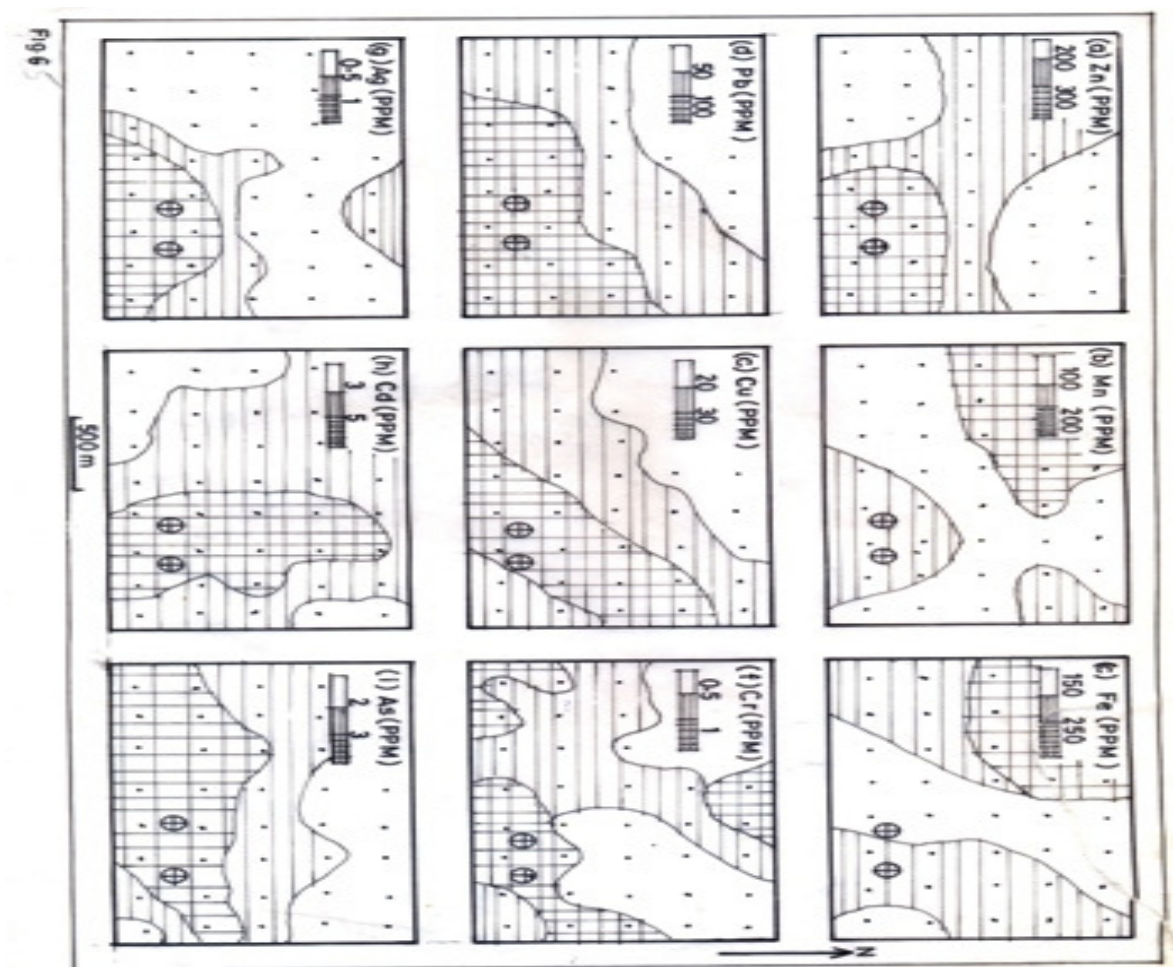 (a) Zn (PPM)
200 300
(b) Mn (PPM)
100 200
Fe (PPM)
150 250
N
(d) Pb (PPM)
50 100
(c) Cu (PPM)
20 30
(f) Cr (PPM)
0.5 1
(g) Ag (PPM)
0.5 1
(h) Cd (PPM)
3 5
(i) As (PPM)
2 3
500 m
Fig 6